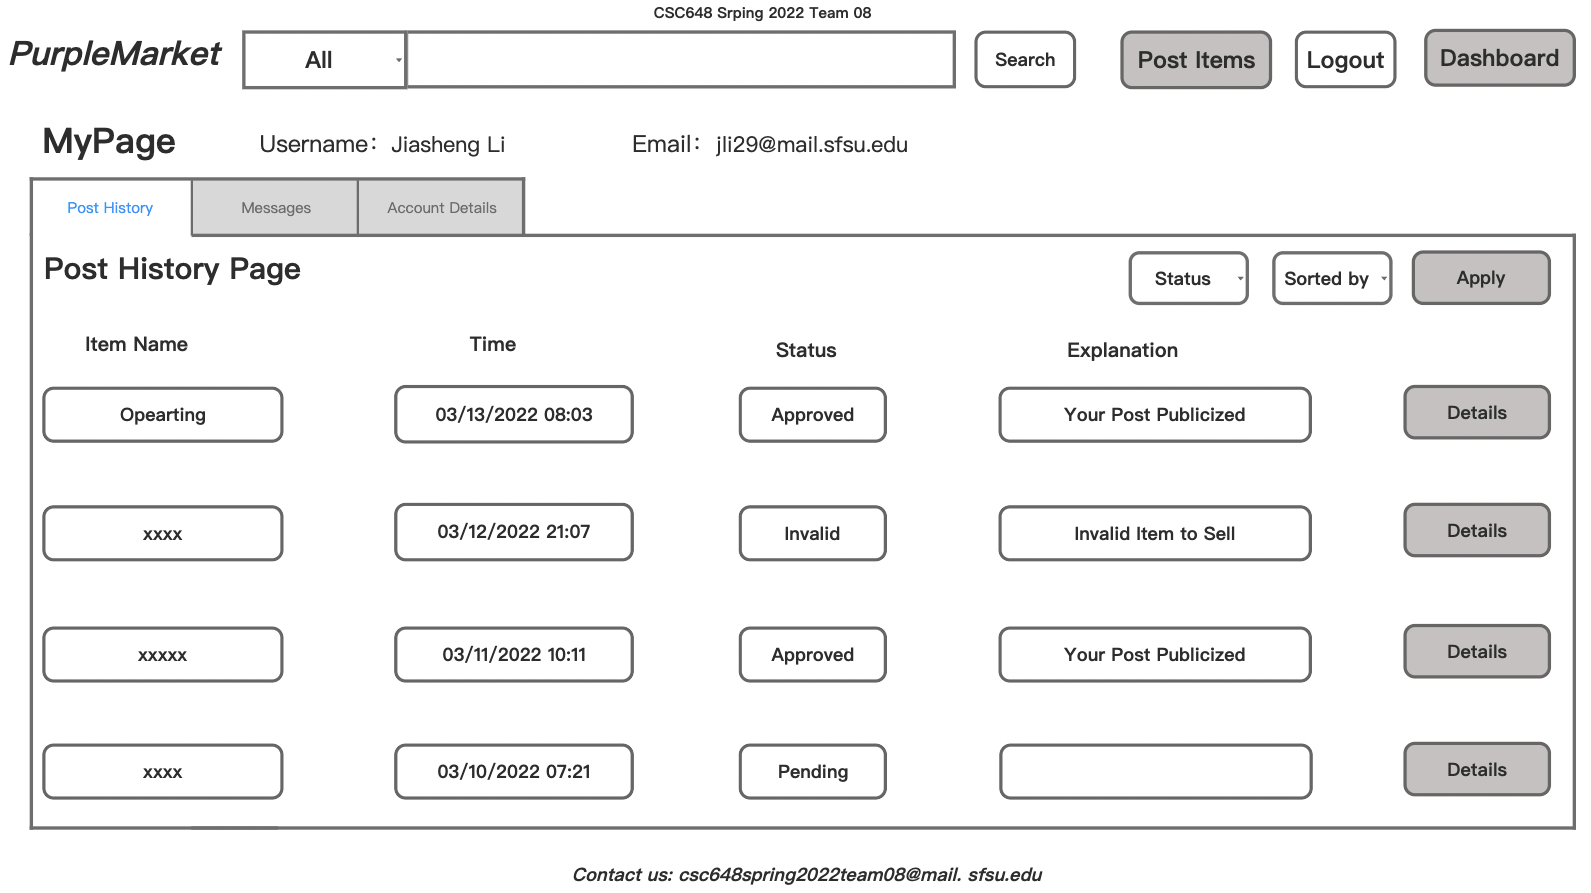 CSC648 Srping 2022 Team 08
PurpleMarket All Search Post Items Logout Dashboard
MyPage Username: Jiasheng Li Email: jli29@mail.sfsu.edu
Post History Messages Account Details
Post History Page Status Sorted by Apply
Item Name Time Status Explanation
Opearting 03/13/2022 08:03 Approved Your Post Publicized Details
xxxx 03/12/2022 21:07 Invalid Invalid Item to Sell Details
xxxxx 03/11/2022 10:11 Approved Your Post Publicized Details
xxxx 03/10/2022 07:21 Pending Details
Contact us: csc648spring2022team08@mail. sfsu.edu